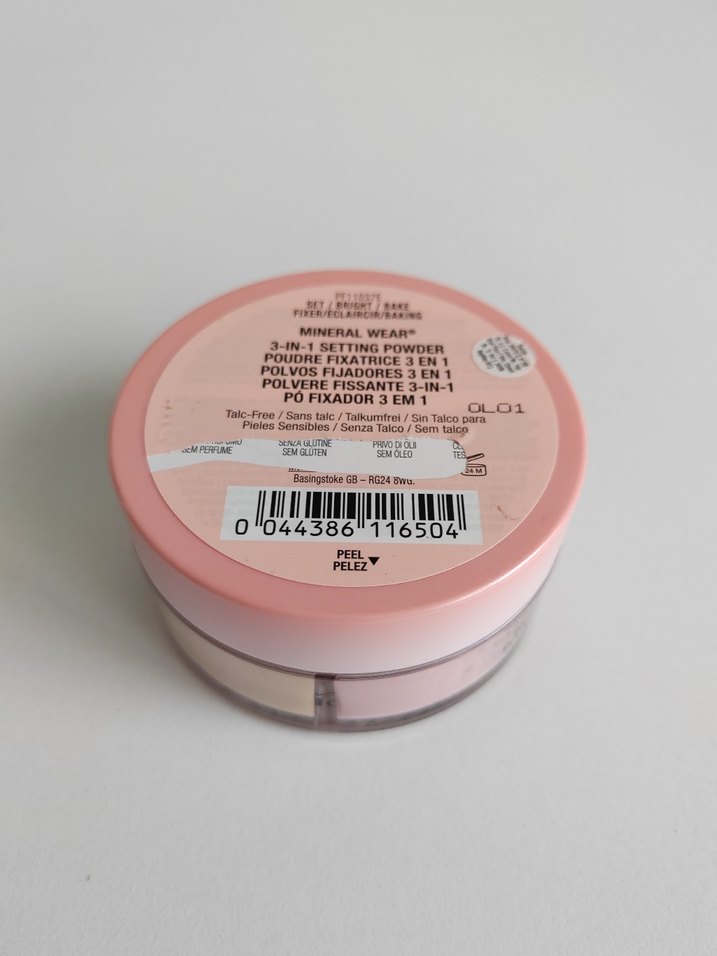 PF11057E
SET / BRIGHT / BAKE
FIXER/ECLAIRCIR/BAKING
MINERAL WEAR®
3-IN-1 SETTING POWDER
POUDRE FIXATRICE 3 EN 1
POLVOS FIJADORES 3 EN 1
POLVERE FISSANTE 3-IN-1
PÓ FIXADOR 3 EM 1
0L01
Talc-Free / Sans talc / Talkumfrei / Sin Talco para
Pieles Sensibles / Senza Talco / Sem talco
SENZA GLUTINE PRIVO DI OLII
SEM PERFUME SEM GLÚTEN SEM ÓLEO
24 M
Basingstoke GB – RG24 8WG.
0 044386 116504
PEEL
PELEZ